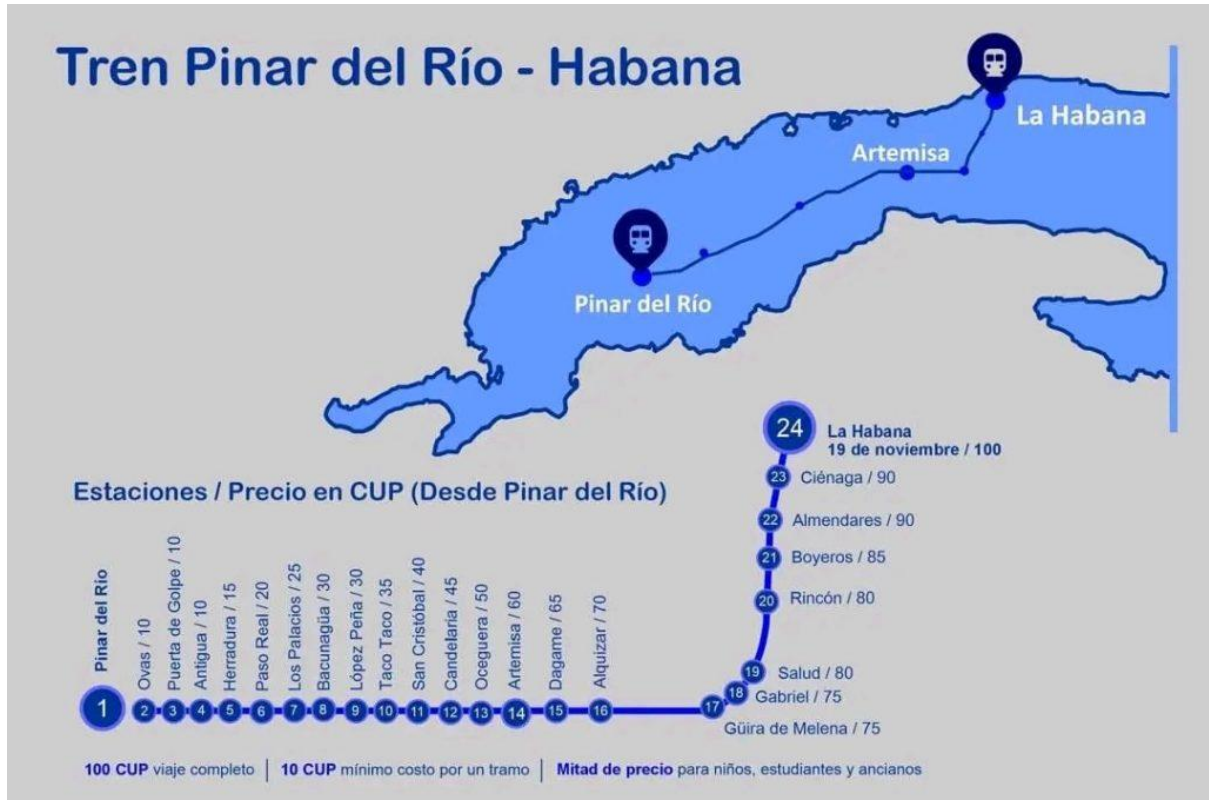 Tren Pinar del Río - Habana
La Habana
Artemisa
Pinar del Río
Estaciones / Precio en CUP (Desde Pinar del Río)
1
Pinar del Río
2
Ovas / 10
3
Puerta de Golpe / 10
4
Antigua / 10
5
Herradura / 15
6
Paso Real / 20
7
Los Palacios / 25
8
Bacunagüa / 30
9
López Peña / 30
10
Taco Taco / 35
11
San Cristóbal / 40
12
Candelaría / 45
13
Oceguera / 50
14
Artemisa / 60
15
Dagame / 65
16
Alquizar / 70
17
Güira de Melena / 75
18
Gabriel / 75
19
Salud / 80
20
Rincón / 80
21
Boyeros / 85
22
Almendares / 90
23
Ciénaga / 90
24
La Habana
19 de noviembre / 100
100 CUP viaje completo | 10 CUP mínimo costo por un tramo | Mitad de precio para niños, estudiantes y ancianos